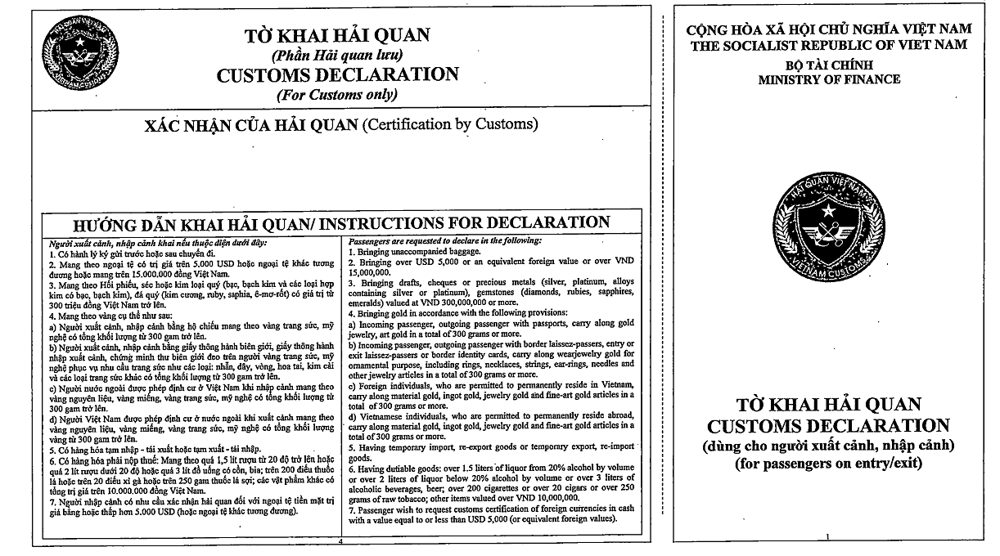 HẢI QUAN VIỆT NAM
VIETNAM CUSTOMS
TỜ KHAI HẢI QUAN
(Phần Hải quan lưu)
CUSTOMS DECLARATION
(For Customs only)
XÁC NHẬN CỦA HẢI QUAN (Certification by Customs)
HƯỚNG DẪN KHAI HẢI QUAN/ INSTRUCTIONS FOR DECLARATION
Người xuất cảnh, nhập cảnh khai nếu thuộc diện dưới đây:
1. Có hành lý ký gửi trước hoặc sau chuyến đi.
2. Mang theo ngoại tệ có trị giá trên 5.000 USD hoặc ngoại tệ khác tương
đương hoặc mang trên 15.000.000 đồng Việt Nam.
3. Mang theo Hối phiếu, séc hoặc kim loại quý (bạc, bạch kim và các loại hợp
kim có bạc, bạch kim), đá quý (kim cương, ruby, saphia, ê-mơ-rốt) có giá trị từ
300 triệu đồng Việt Nam trở lên.
4. Mang theo vàng cụ thể như sau:
a) Người xuất cảnh, nhập cảnh bằng hộ chiếu mang theo vàng trang sức, mỹ
nghệ có tổng khối lượng từ 300 gam trở lên.
b) Người xuất cảnh, nhập cảnh bằng giấy thông hành biên giới, giấy thông hành
nhập xuất cảnh, chứng minh thư biên giới đeo trên người vàng trang sức, mỹ
nghệ phục vụ nhu cầu trang sức như các loại: nhẫn, dây, vòng, hoa tai, kim cài
và các loại trang sức khác có tổng khối lượng từ 300 gam trở lên.
c) Người nước ngoài được phép định cư ở Việt Nam khi nhập cảnh mang theo
vàng nguyên liệu, vàng miếng, vàng trang sức, mỹ nghệ có tổng khối lượng từ
300 gam trở lên.
d) Người Việt Nam được phép định cư ở nước ngoài khi xuất cảnh mang theo
vàng nguyên liệu, vàng miếng, vàng trang sức, mỹ nghệ có tổng khối lượng
vàng từ 300 gam trở lên.
5. Có hàng hóa tạm nhập - tái xuất hoặc tạm xuất - tái nhập.
6. Có hàng hóa phải nộp thuế: Mang theo quá 1,5 lít rượu từ 20 độ trở lên hoặc
quá 2 lít rượu dưới 20 độ hoặc quá 3 lít đồ uống có cồn, bia; trên 200 điếu thuốc
lá hoặc trên 20 điếu xì gà hoặc trên 250 gam thuốc lá sợi; các vật phẩm khác có
tổng trị giá trên 10.000.000 đồng Việt Nam.
7. Người nhập cảnh có nhu cầu xác nhận hải quan đối với ngoại tệ tiền mặt trị
giá bằng hoặc thấp hơn 5.000 USD (hoặc ngoại tệ khác tương đương).
Passengers are requested to declare in the following:
1. Bringing unaccompanied baggage.
2. Bringing over USD 5,000 or an equivalent foreign value or over VND
15,000,000.
3. Bringing drafts, cheques or precious metals (silver, platinum, alloys
containing silver or platinum), gemstones (diamonds, rubies, sapphires,
emeralds) valued at VND 300,000,000 or more.
4. Bringing gold in accordance with the following provisions:
a) Incoming passenger, outgoing passenger with passports, carry along gold
jewelry, art gold in a total of 300 grams or more.
b) Incoming passenger, outgoing passenger with border laissez-passers, entry or
exit laissez-passers or border identity cards, carry along wearjewelry gold for
ornamental purpose, including rings, necklaces, strings, ear-rings, needles and
other jewelry articles in a total of 300 grams or more.
c) Foreign individuals, who are permitted to permanently reside in Vietnam,
carry along material gold, ingot gold, jewelry gold and fine-art gold articles in a
total of 300 grams or more.
d) Vietnamese individuals, who are permitted to permanently reside abroad,
carry along material gold, ingot gold, jewelry gold and fine-art gold articles in a
total of 300 grams or more.
5. Having temporary import, re-export goods or temporary export, re-import
goods.
6. Having dutiable goods: over 1.5 liters of liquor from 20% alcohol by volume
or over 2 liters of liquor below 20% alcohol by volume or over 3 liters of
alcoholic beverages, beer; over 200 cigarettes or over 20 cigars or over 250
grams of raw tobacco; other items valued over VND 10,000,000.
7. Passenger wish to request customs certification of foreign currencies in cash
with a value equal to or less than USD 5,000 (or equivalent foreign values).
4
CỘNG HÒA XÃ HỘI CHỦ NGHĨA VIỆT NAM
THE SOCIALIST REPUBLIC OF VIET NAM
BỘ TÀI CHÍNH
MINISTRY OF FINANCE
HẢI QUAN VIỆT NAM
VIETNAM CUSTOMS
TỜ KHAI HẢI QUAN
CUSTOMS DECLARATION
(dùng cho người xuất cảnh, nhập cảnh)
(for passengers on entry/exit)
1